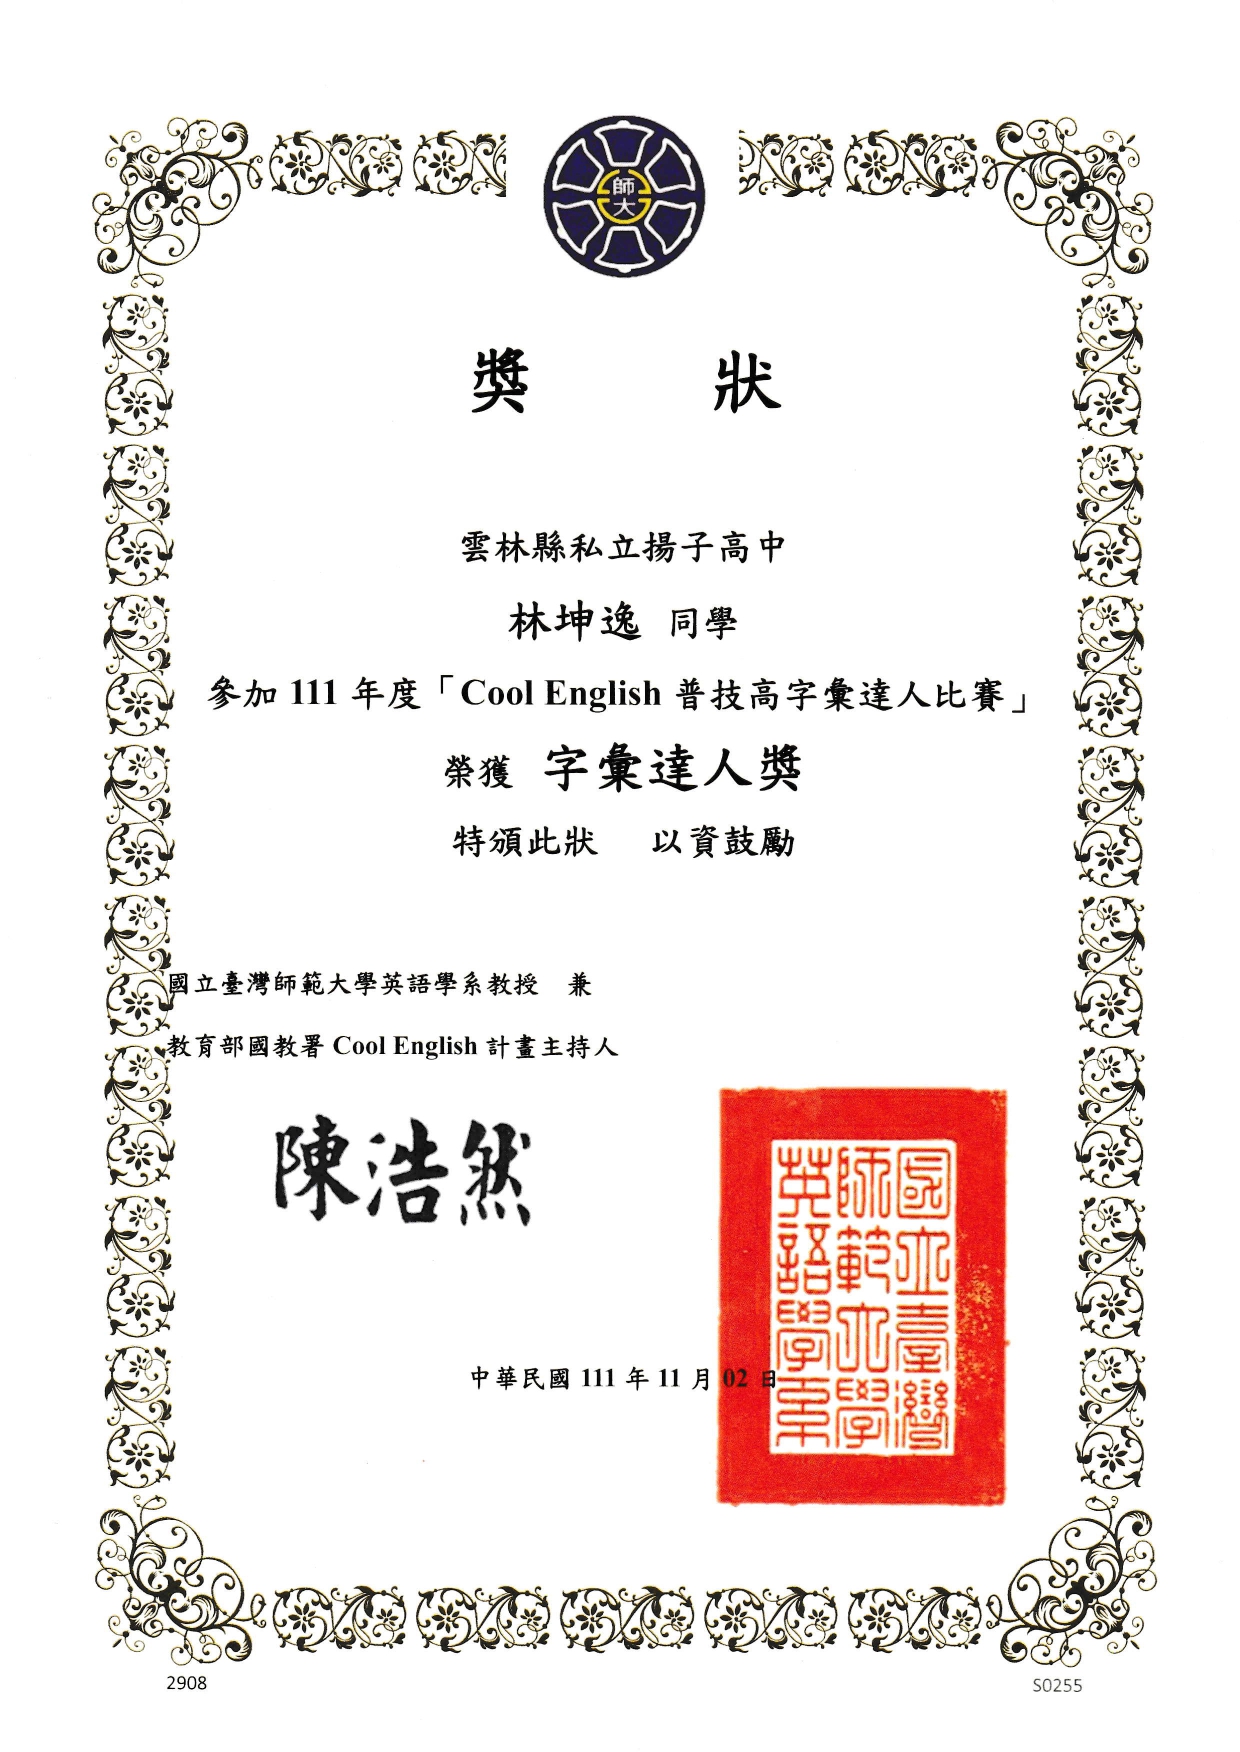 師大
獎 狀
雲林縣私立揚子高中
林坤逸 同學
參加 111 年度「Cool English 普技高字彙達人比賽」
榮獲 字彙達人獎
特頒此狀 以資鼓勵
國立臺灣師範大學英語學系教授 兼
教育部國教署 Cool English 計畫主持人
陳浩然
國立臺灣
師範大學
英語學系
中華民國 111 年 11 月 02 日
2908
S0255